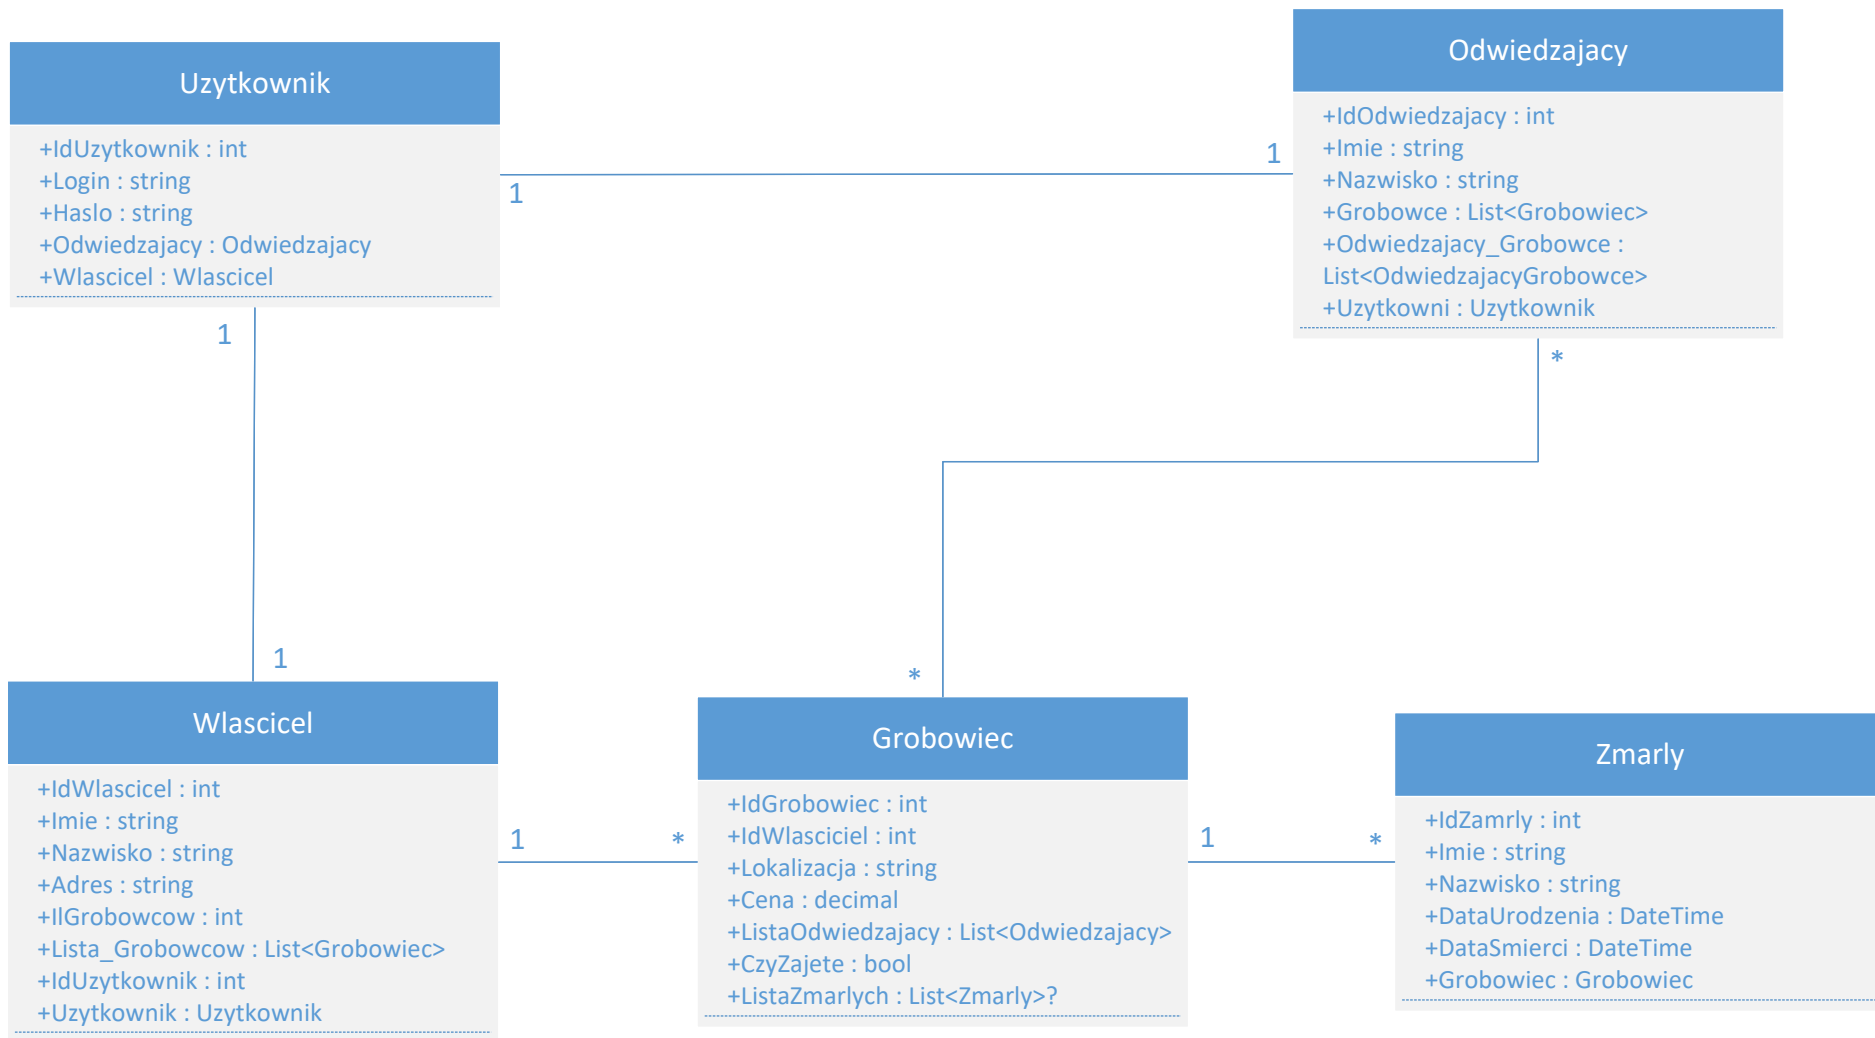 Uzytkownik
+IdUzytkownik : int
+Login : string
+Haslo : string
+Odwiedzajacy : Odwiedzajacy
+Wlascicel : Wlascicel
1
1
Odwiedzajacy
+IdOdwiedzajacy : int
+Imie : string
+Nazwisko : string
+Grobowce : List<Grobowiec>
+Odwiedzajacy_Grobowce :
List<OdwiedzajacyGrobowce>
+Uzytkowni : Uzytkownik
1
*
1
*
Wlascicel
+IdWlascicel : int
+Imie : string
+Nazwisko : string
+Adres : string
+IlGrobowcow : int
+Lista_Grobowcow : List<Grobowiec>
+IdUzytkownik : int
+Uzytkownik : Uzytkownik
1
*
Grobowiec
+IdGrobowiec : int
+IdWlasciciel : int
+Lokalizacja : string
+Cena : decimal
+ListaOdwiedzajacy : List<Odwiedzajacy>
+CzyZajete : bool
+ListaZmarlych : List<Zmarly>?
1
*
Zmarly
+IdZamrly : int
+Imie : string
+Nazwisko : string
+DataUrodzenia : DateTime
+DataSmierci : DateTime
+Grobowiec : Grobowiec